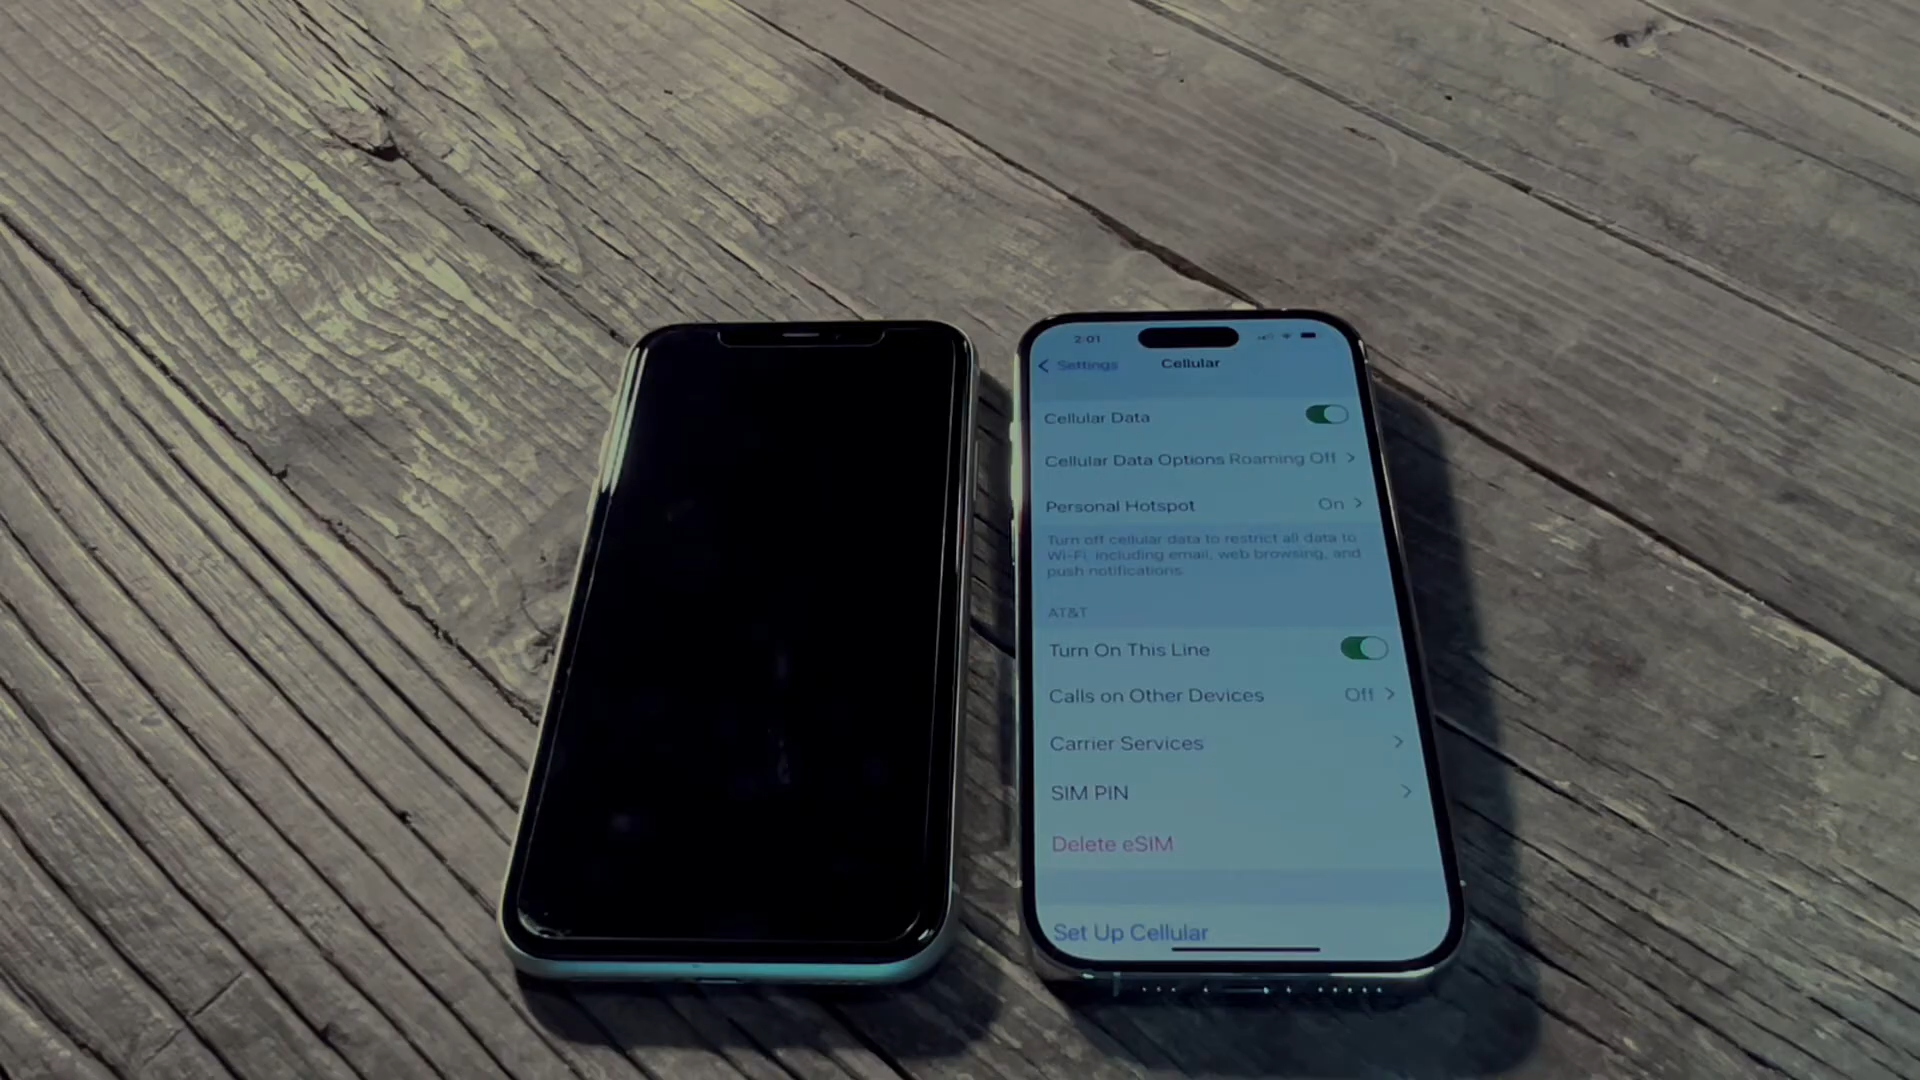 2:01
Settings
Cellular
Cellular Data
Cellular Data Options Roaming Off
Personal Hotspot On
Turn off cellular data to restrict all data to
Wi-Fi, including email, web browsing, and
push notifications.
AT&T
Turn On This Line
Calls on Other Devices Off
Carrier Services
SIM PIN
Delete eSIM
Set Up Cellular